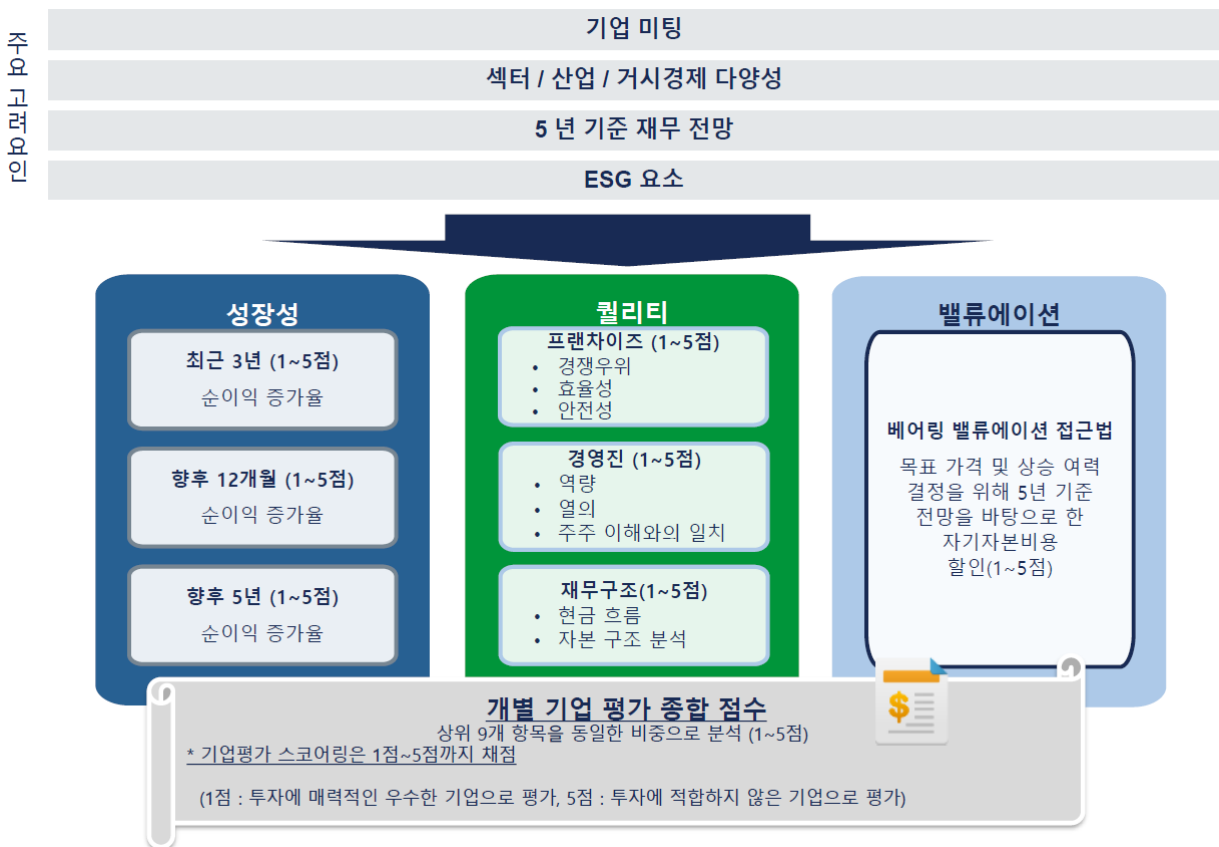 주요 고려요인
기업 미팅
섹터 / 산업 / 거시경제 다양성
5 년 기준 재무 전망
ESG 요소
성장성
최근 3년 (1~5점)
순이익 증가율
향후 12개월 (1~5점)
순이익 증가율
향후 5년 (1~5점)
순이익 증가율
퀄리티
프랜차이즈 (1~5점)
• 경쟁우위
• 효율성
• 안전성
경영진 (1~5점)
• 역량
• 열의
• 주주 이해와의 일치
재무구조(1~5점)
• 현금 흐름
• 자본 구조 분석
밸류에이션
베어링 밸류에이션 접근법
목표 가격 및 상승 여력
결정을 위해 5년 기준
전망을 바탕으로 한
자기자본비용
할인(1~5점)
$
개별 기업 평가 종합 점수
상위 9개 항목을 동일한 비중으로 분석 (1~5점)
* 기업평가 스코어링은 1점~5점까지 채점
(1점 : 투자에 매력적인 우수한 기업으로 평가, 5점 : 투자에 적합하지 않은 기업으로 평가)